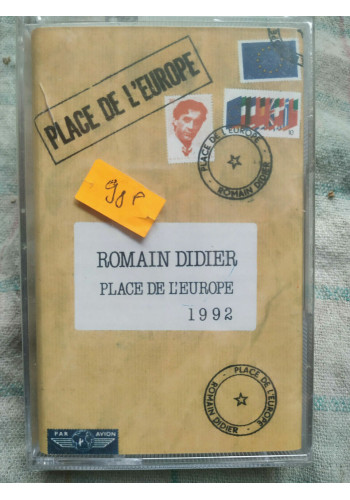 PLACE DE L'EUROPE
PLACE DE L'EUROPE
ROMAIN DIDIER
98 F
ROMAIN DIDIER
PLACE DE L'EUROPE
1992
PLACE DE L'EUROPE
ROMAIN DIDIER
PAR AVION